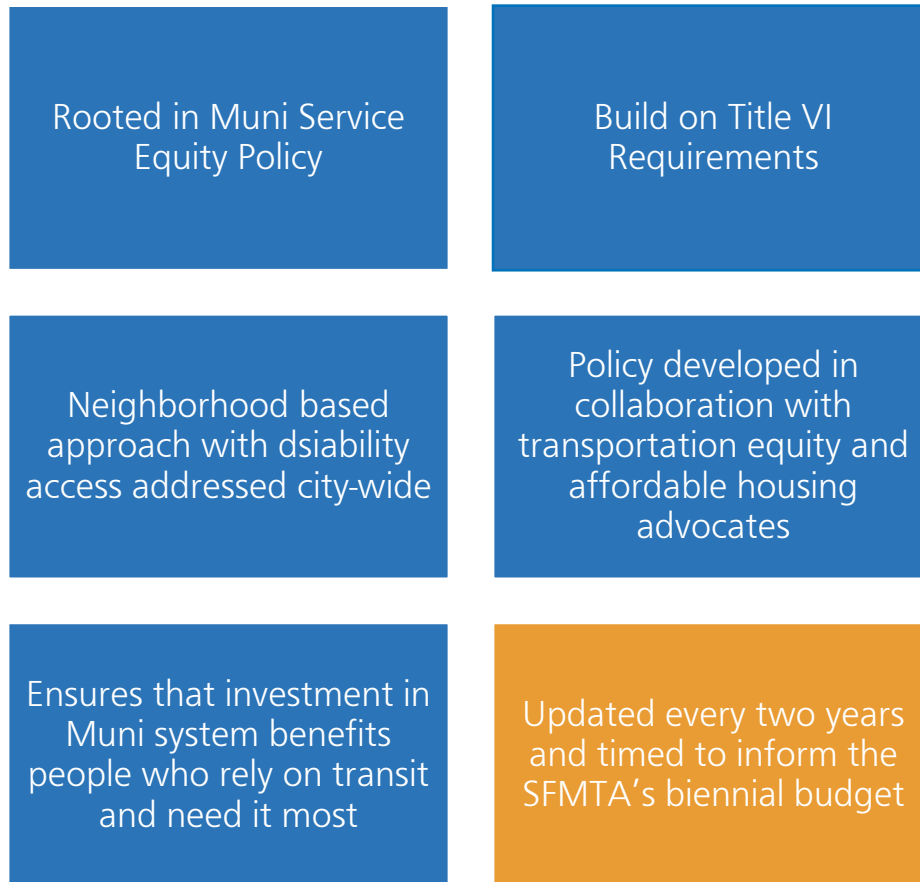 Rooted in Muni Service
Equity Policy
Build on Title VI
Requirements
Neighborhood based
approach with dsiability
access addressed city-wide
Policy developed in
collaboration with
transportation equity and
affordable housing
advocates
Ensures that investment in
Muni system benefits
people who rely on transit
and need it most
Updated every two years
and timed to inform the
SFMTA’s biennial budget